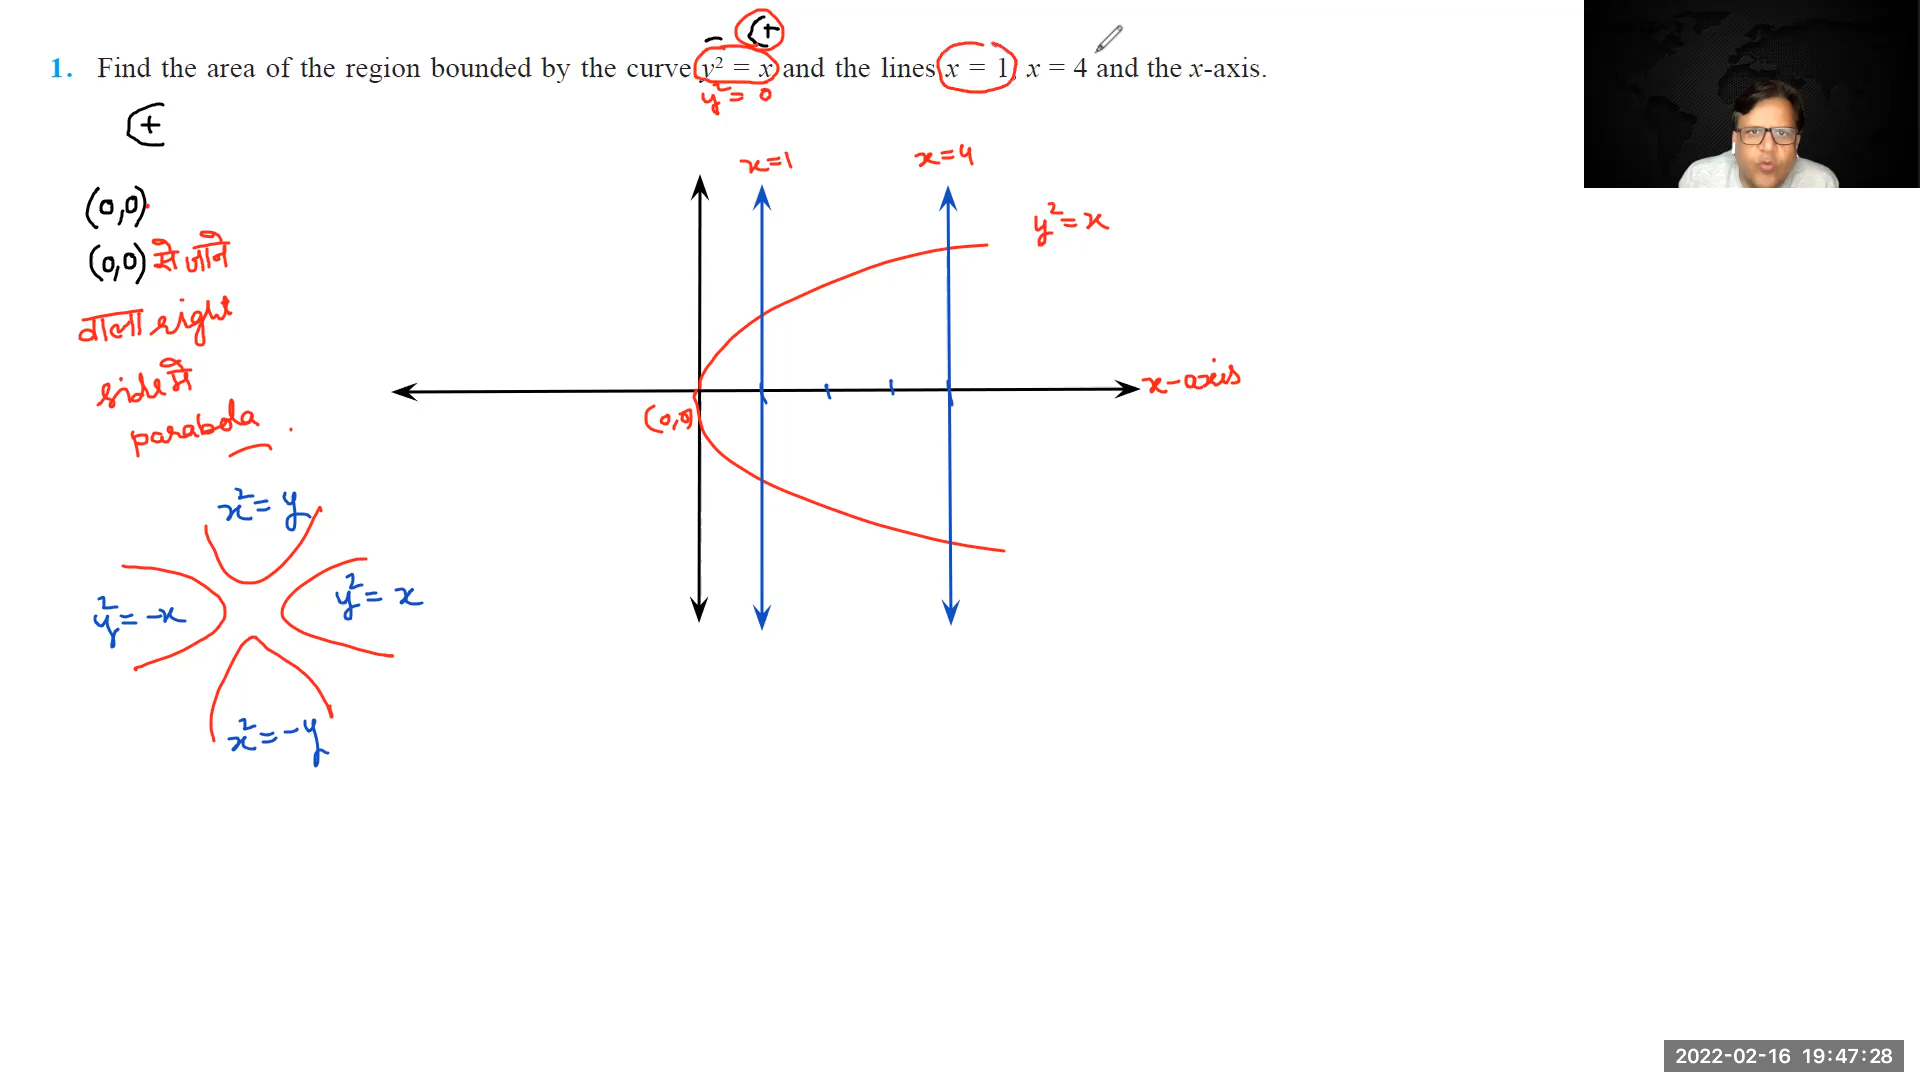 - (+
1. Find the area of the region bounded by the curve y² = x and the lines x = 1, x = 4 and the x-axis.
y² = 0
(+
x=1
x=4
(0,0)
y² = x
(0,0) से जाने
वाला right
side मे
x-axis
parabola .
(0,0)
x² = y
y² = -x
y² = x
x² = -y
2022-02-16 19:47:28